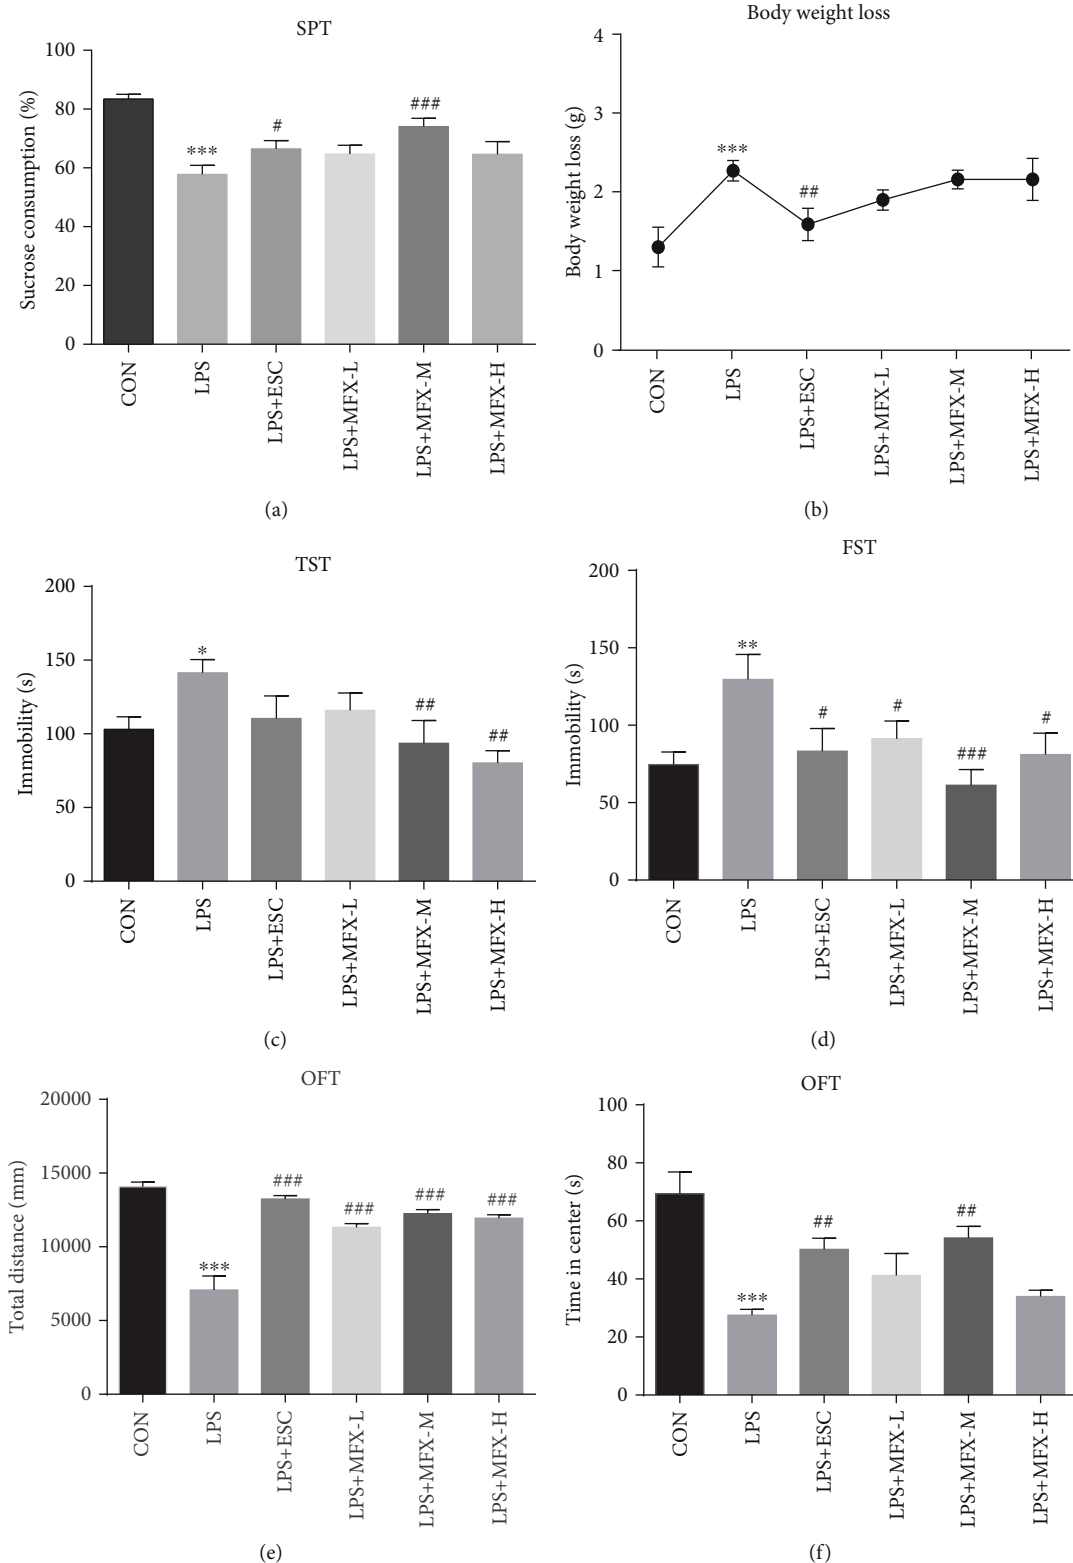 SPT
Sucrose consumption (%)
100
80
60
40
20
0
***
#
###
CON
LPS
LPS+ESC
LPS+MFX-L
LPS+MFX-M
LPS+MFX-H
(a)
Body weight loss
Body weight loss (g)
4
3
2
1
0
***
##
CON
LPS
LPS+ESC
LPS+MFX-L
LPS+MFX-M
LPS+MFX-H
(b)
TST
Immobility (s)
200
150
100
50
0
*
##
##
CON
LPS
LPS+ESC
LPS+MFX-L
LPS+MFX-M
LPS+MFX-H
(c)
FST
Immobility (s)
200
150
100
50
0
**
#
#
###
#
CON
LPS
LPS+ESC
LPS+MFX-L
LPS+MFX-M
LPS+MFX-H
(d)
OFT
Total distance (mm)
20000
15000
10000
5000
0
***
###
###
###
###
CON
LPS
LPS+ESC
LPS+MFX-L
LPS+MFX-M
LPS+MFX-H
(e)
OFT
Time in center (s)
100
80
60
40
20
0
***
##
##
CON
LPS
LPS+ESC
LPS+MFX-L
LPS+MFX-M
LPS+MFX-H
(f)